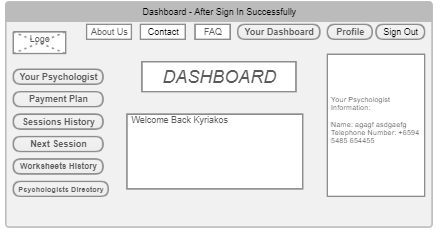 Dashboard - After Sign In Successfully
Logo
About Us
Contact
FAQ
Your Dashboard
Profile
Sign Out
Your Psychologist
Payment Plan
Sessions History
Next Session
Worksheets History
Psychologists Directory
DASHBOARD
Welcome Back Kyriakos
Your Psychologist
Information:
Name: agagf asdgaefg
Telephone Number: +6594
5485 654455